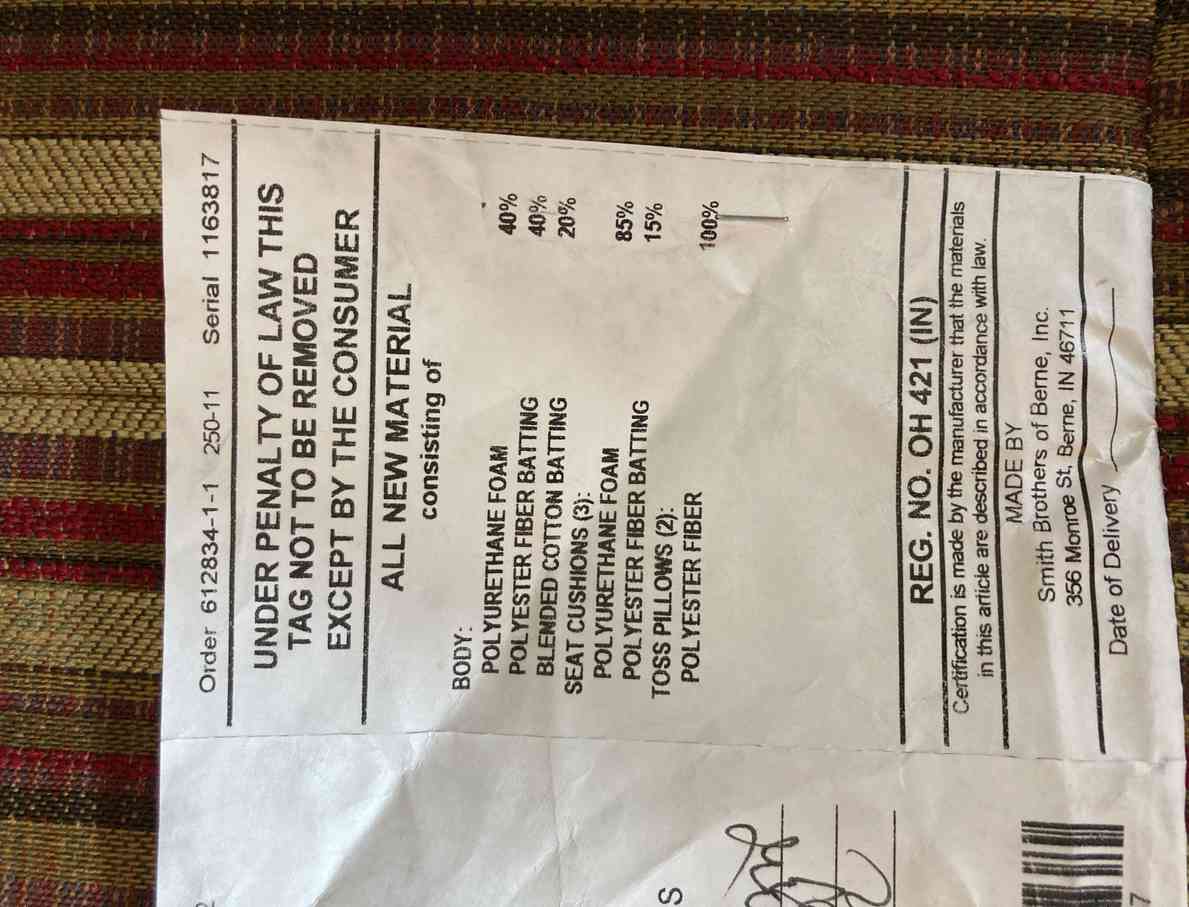 Order 612834-1-1 250-11 Serial 1163817
UNDER PENALTY OF LAW THIS
TAG NOT TO BE REMOVED
EXCEPT BY THE CONSUMER
ALL NEW MATERIAL
consisting of
BODY:
POLYURETHANE FOAM 40%
POLYESTER FIBER BATTING 40%
BLENDED COTTON BATTING 20%
SEAT CUSHIONS (3):
POLYURETHANE FOAM 85%
POLYESTER FIBER BATTING 15%
TOSS PILLOWS (2):
POLYESTER FIBER 100%
REG. NO. OH 421 (IN)
Certification is made by the manufacturer that the materials
in this article are described in accordance with law.
MADE BY
Smith Brothers of Berne, Inc.
356 Monroe St, Berne, IN 46711
Date of Delivery
S
7